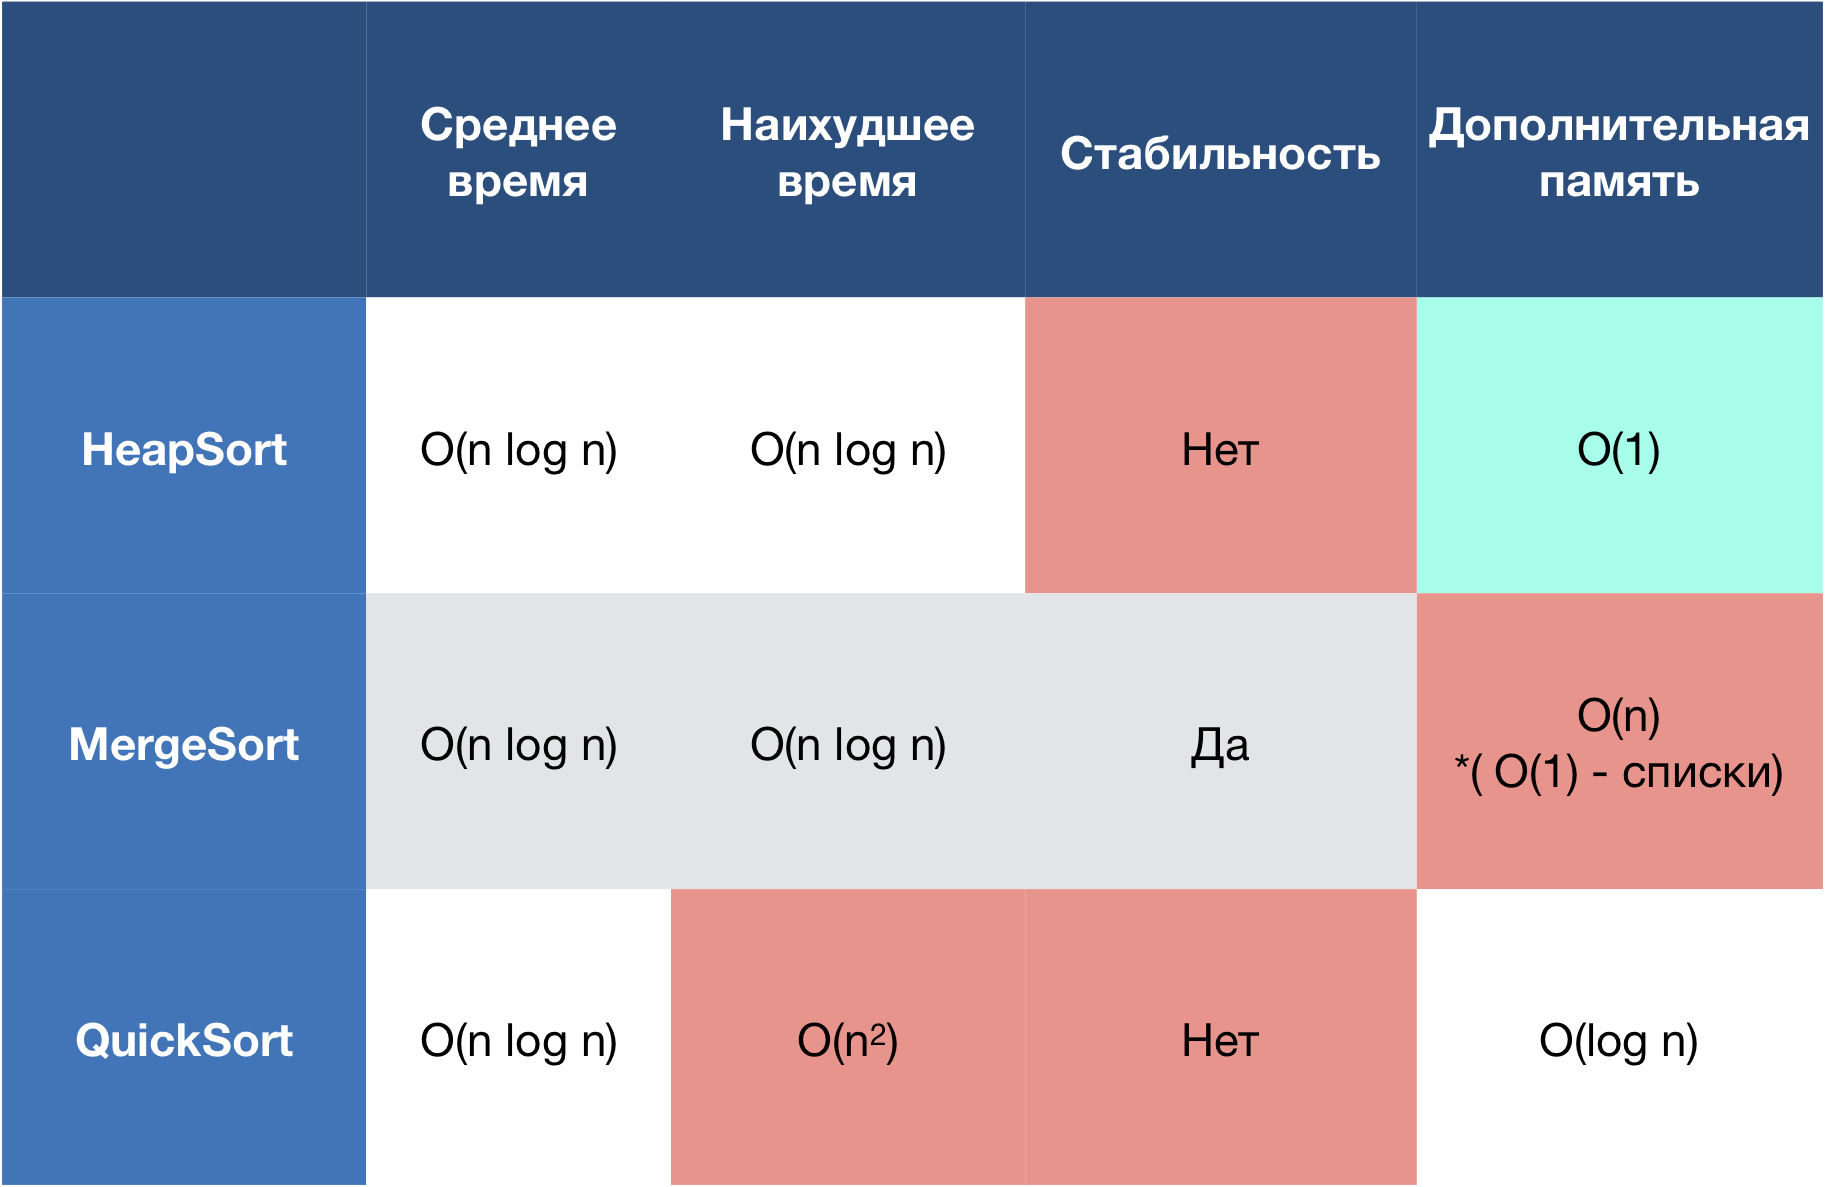 Среднее
время
Наихудшее
время
Стабильность
Дополнительная
память
HeapSort
O(n log n)
O(n log n)
Нет
O(1)
MergeSort
O(n log n)
O(n log n)
Да
O(n)
*( O(1) - списки)
QuickSort
O(n log n)
O(n²)
Нет
O(log n)